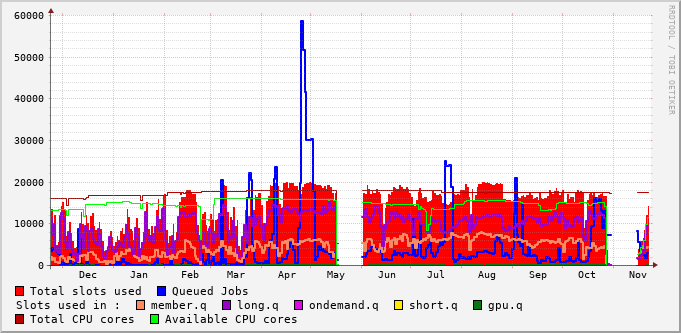 60000
50000
40000
30000
20000
10000
0
Dec Jan Feb Mar Apr May Jun Jul Aug Sep Oct Nov
RRDTOOL / TOBI OETIKER
Total slots used Queued Jobs
Slots used in : member.q long.q ondemand.q short.q gpu.q
Total CPU cores Available CPU cores